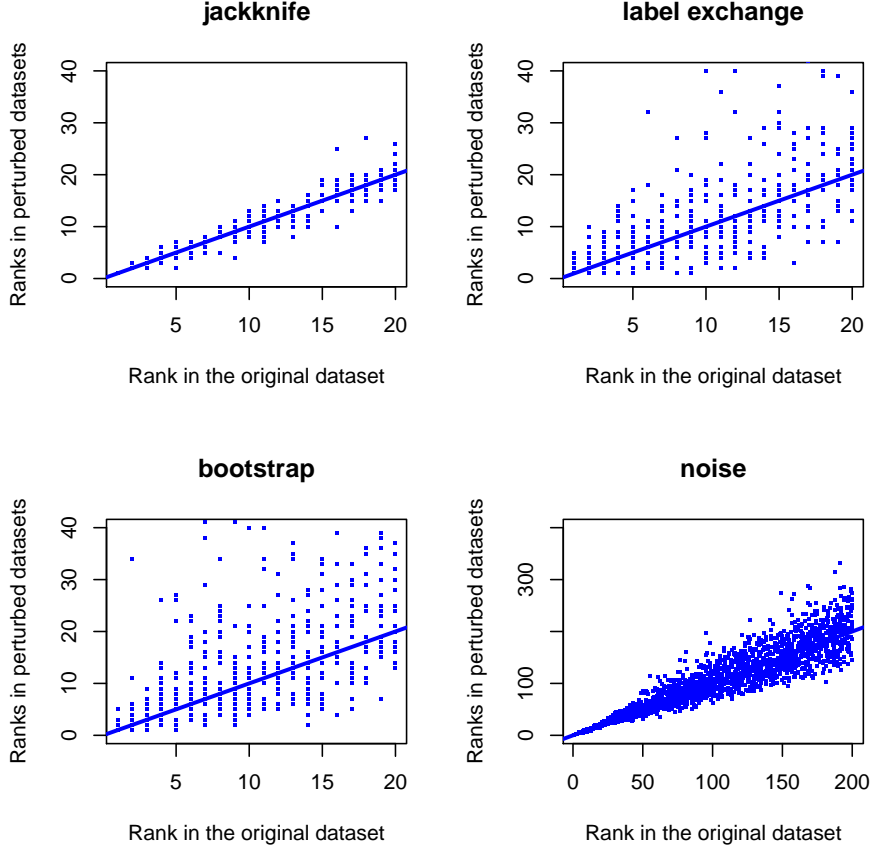 jackknife
Ranks in perturbed datasets
0
10
20
30
40
5
10
15
20
Rank in the original dataset
label exchange
Ranks in perturbed datasets
0
10
20
30
40
5
10
15
20
Rank in the original dataset
bootstrap
Ranks in perturbed datasets
0
10
20
30
40
5
10
15
20
Rank in the original dataset
noise
Ranks in perturbed datasets
0
100
300
0
50
100
150
200
Rank in the original dataset